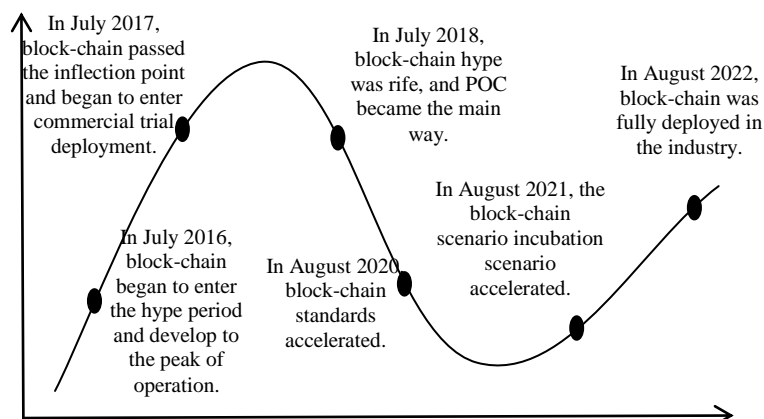 In July 2017,
block-chain passed
the inflection point
and began to enter
commercial trial
deployment.
In July 2016,
block-chain
began to enter
the hype period
and develop to
the peak of
operation.
In July 2018,
block-chain hype
was rife, and POC
became the main
way.
In August 2020,
block-chain
standards
accelerated.
In August 2021, the
block-chain
scenario incubation
scenario
accelerated.
In August 2022,
block-chain was
fully deployed in
the industry.